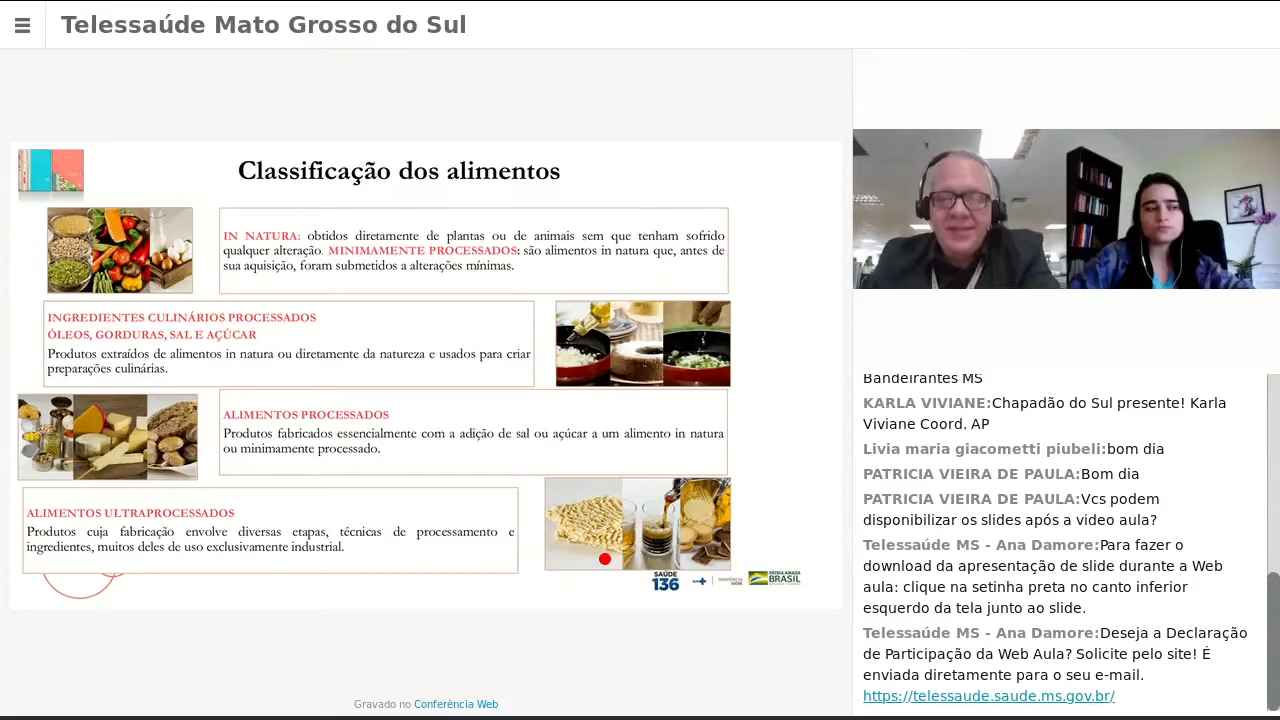 Telessaúde Mato Grosso do Sul
Classificação dos alimentos
IN NATURA: obtidos diretamente de plantas ou de animais sem que tenham sofrido
qualquer alteração. MINIMAMENTE PROCESSADOS: são alimentos in natura que, antes de
sua aquisição, foram submetidos a alterações mínimas.
INGREDIENTES CULINÁRIOS PROCESSADOS
ÓLEOS, GORDURAS, SAL E AÇÚCAR
Produtos extraídos de alimentos in natura ou diretamente da natureza e usados para criar
preparações culinárias.
ALIMENTOS PROCESSADOS
Produtos fabricados essencialmente com a adição de sal ou açúcar a um alimento in natura
ou minimamente processado.
ALIMENTOS ULTRAPROCESSADOS
Produtos cuja fabricação envolve diversas etapas, técnicas de processamento e
ingredientes, muitos deles de uso exclusivamente industrial.
SAÚDE
136
PÁTRIA AMADA
BRASIL
Gravado no Conferência Web
Bandeirantes MS
KARLA VIVIANE:Chapadão do Sul presente! Karla
Viviane Coord. AP
Livia maria giacometti piubeli:bom dia
PATRICIA VIEIRA DE PAULA:Bom dia
PATRICIA VIEIRA DE PAULA:Vcs podem
disponibilizar os slides após a video aula?
Telessaúde MS - Ana Damore:Para fazer o
download da apresentação de slide durante a Web
aula: clique na setinha preta no canto inferior
esquerdo da tela junto ao slide.
Telessaúde MS - Ana Damore:Deseja a Declaração
de Participação da Web Aula? Solicite pelo site! É
enviada diretamente para o seu e-mail.
https://telessaude.saude.ms.gov.br/